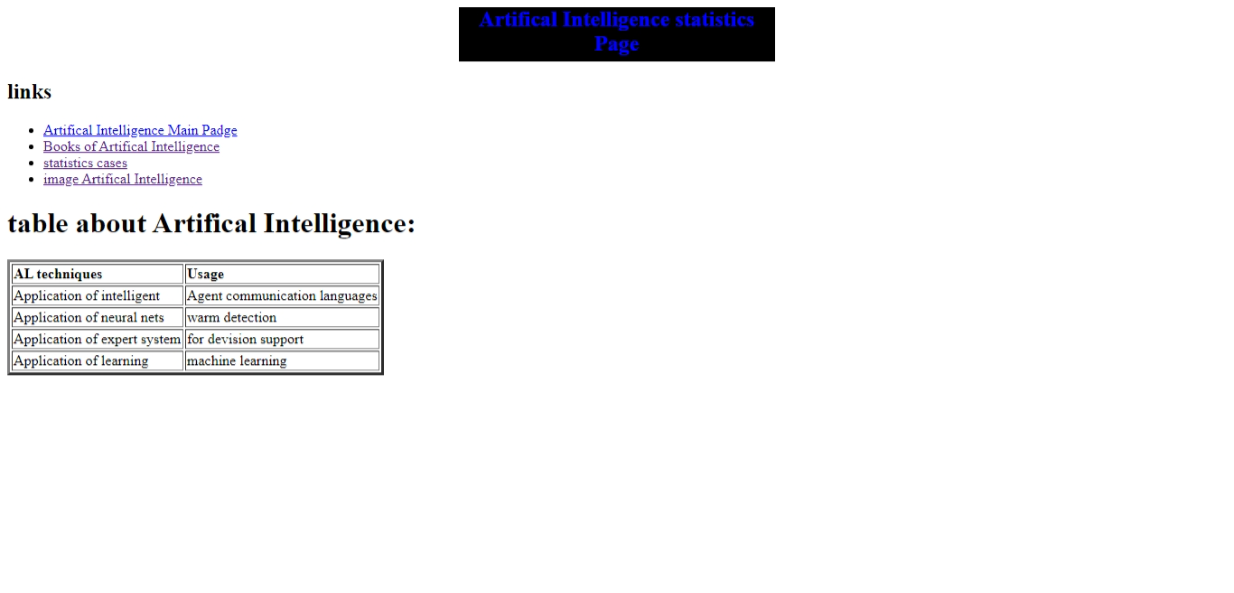 Artifical Intelligence statistics
Page
links
Artifical Intelligence Main Padge
Books of Artifical Intelligence
statistics cases
image Artifical Intelligence
table about Artifical Intelligence:
AL techniques Usage
Application of intelligent Agent communication languages
Application of neural nets warm detection
Application of expert system for devision support
Application of learning machine learning